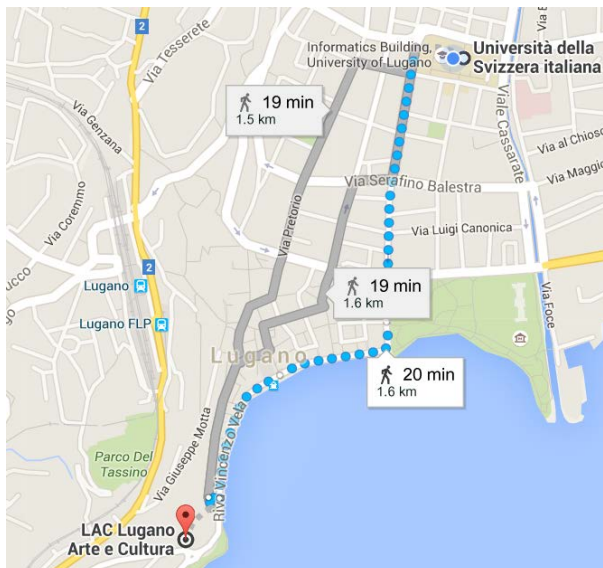 2
Via Tesserete
Informatics Building,
University of Lugano
Università della
Svizzera italiana
19 min
1.5 km
Viale Cassarate
Via Genzana
Via al Chioso
Via Maggio
Via Serafino Balestra
Via Coremmo
Via Pretorio
Via Luigi Canonica
2
Lugano
19 min
1.6 km
Via Foce
Lugano FLP
Lugano
20 min
1.6 km
Via Giuseppe Motta
Riva Vincenzo Vela
Parco Del
Tassino
LAC Lugano
Arte e Cultura